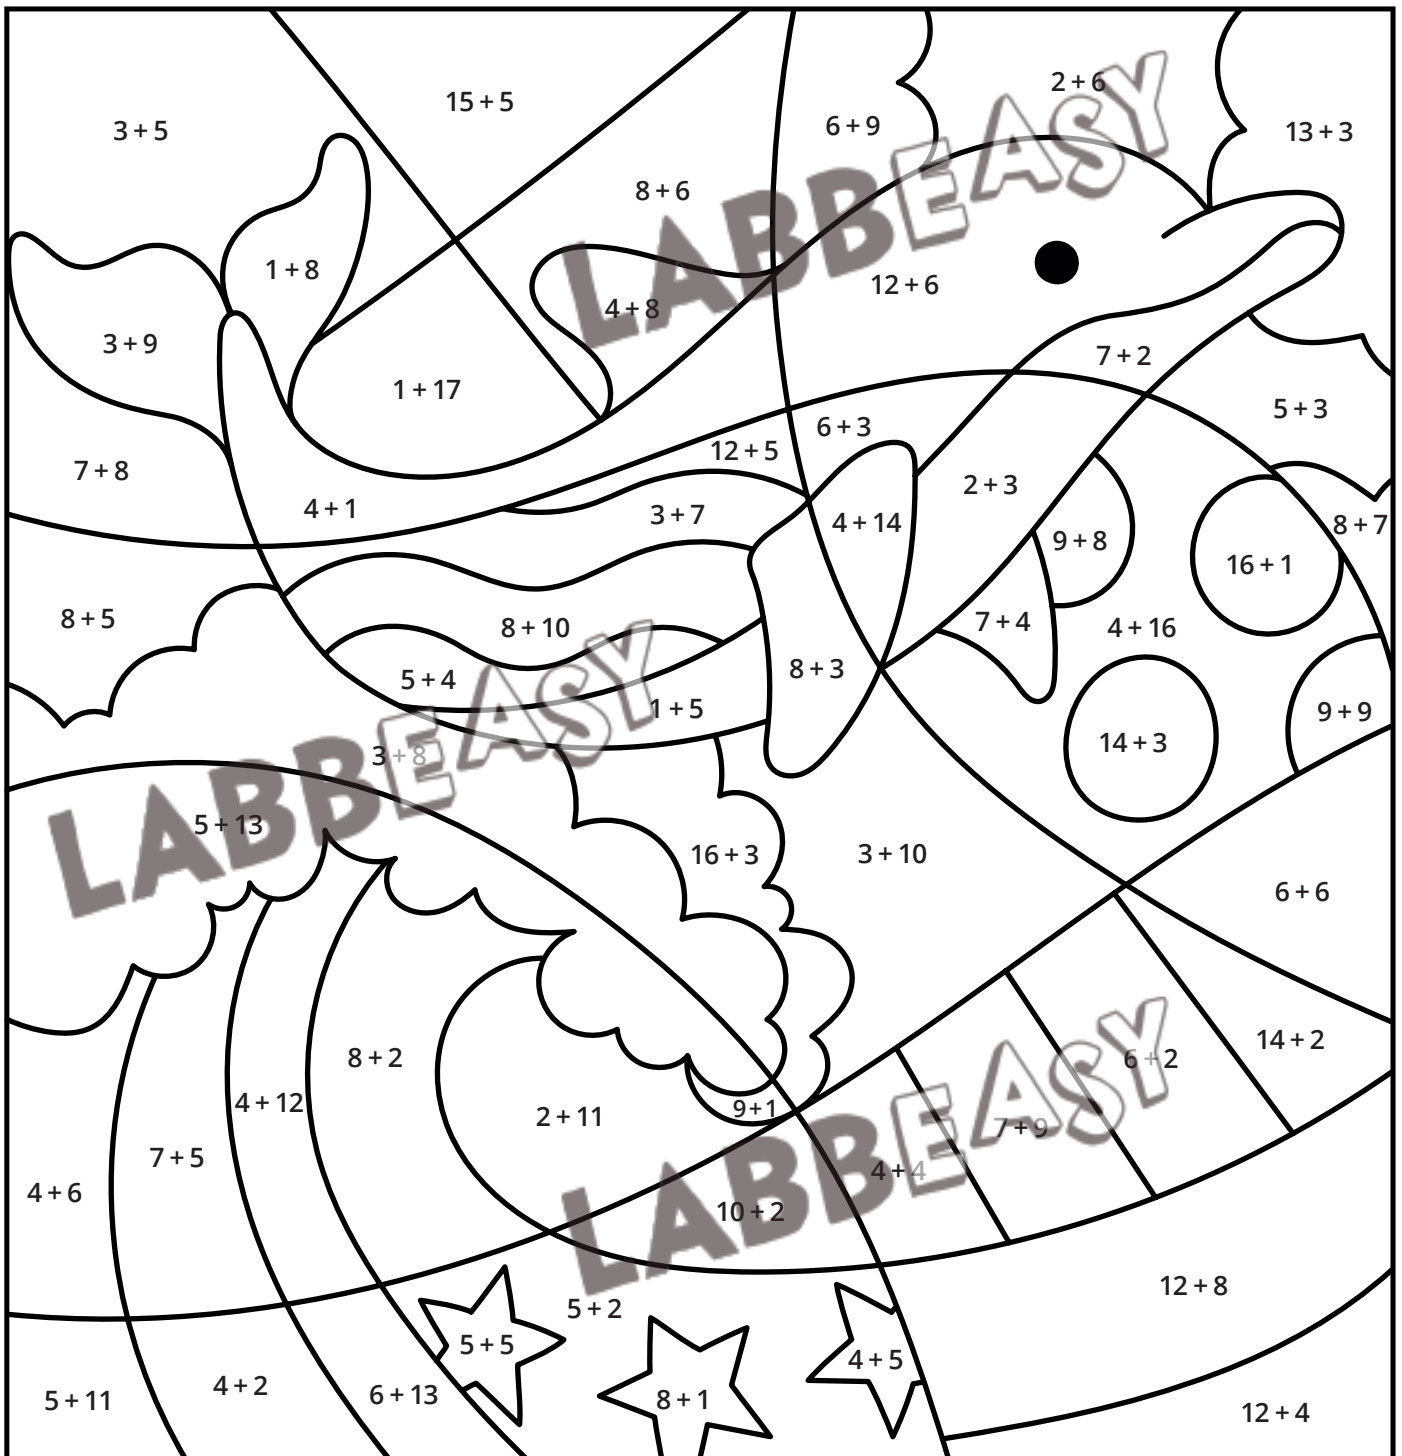 2 + 6
15 + 5
6 + 9
3 + 5
13 + 3
LABBEASY
8 + 6
1 + 8
12 + 6
4 + 8
3 + 9
7 + 2
1 + 17
5 + 3
6 + 3
12 + 5
7 + 8
2 + 3
4 + 1
3 + 7
4 + 14
8 + 7
9 + 8
16 + 1
8 + 5
8 + 10
7 + 4
4 + 16
8 + 3
5 + 4
1 + 5
9 + 9
14 + 3
3 + 8
LABBEASY
5 + 13
16 + 3
3 + 10
6 + 6
8 + 2
6 + 2
14 + 2
4 + 12
9+1
2 + 11
7 + 9
7 + 5
4 + 4
4 + 6
10 + 2
LABBEASY
12 + 8
5 + 2
5 + 5
4 + 5
4 + 2
6 + 13
8 + 1
5 + 11
12 + 4